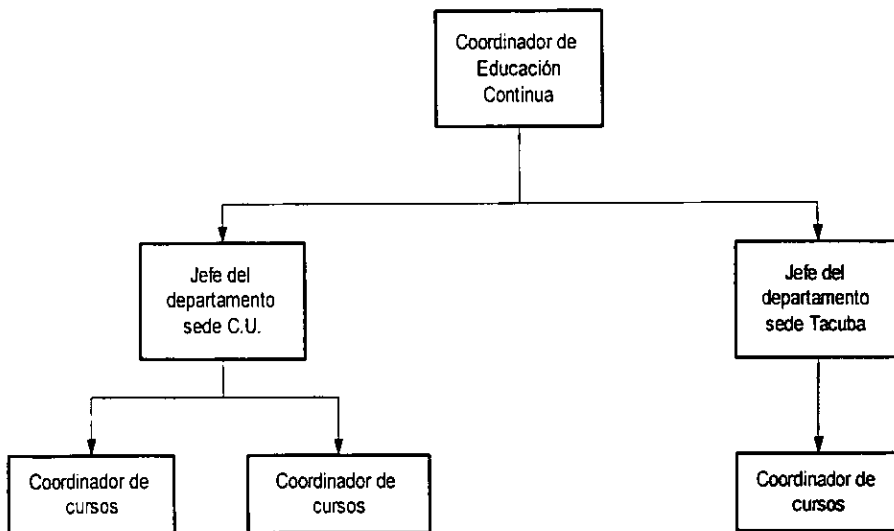 Coordinador de
Educación
Continua
Jefe del
departamento
sede C.U.
Jefe del
departamento
sede Tacuba
Coordinador de
cursos
Coordinador de
cursos
Coordinador de
cursos